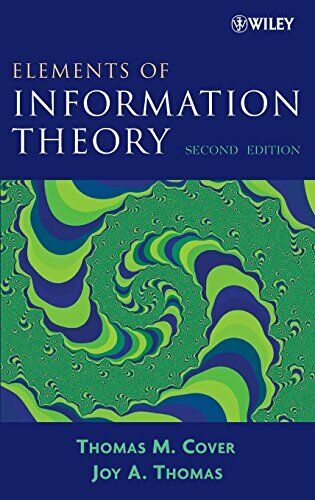 WILEY
ELEMENTS OF
INFORMATION
THEORY SECOND EDITION
THOMAS M. COVER
JOY A. THOMAS